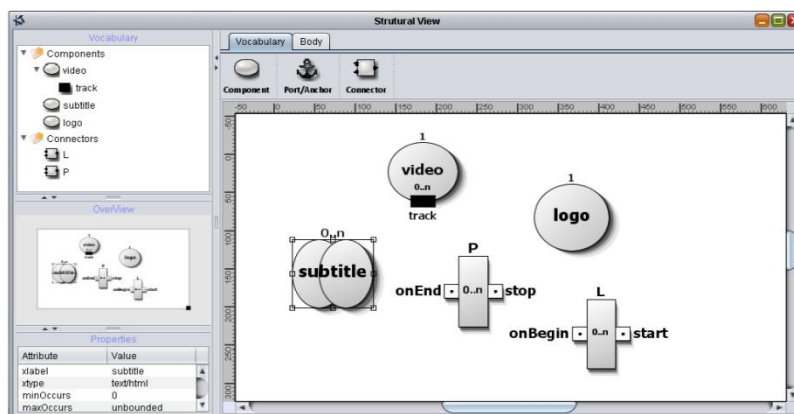 Strutural View
Vocabulary
Components
video
track
subtitle
logo
Connectors
L
P
OverView
Properties
Attribute Value
xlabel subtitle
xtype text/html
minOccurs 0
maxOccurs unbounded
Vocabulary Body
Component Port/Anchor Connector
-50 0 50 100 150 200 250 300 350 400 450 500 550 600
1
video
0..n
track
1
logo
subtitle
P
onEnd 0..n stop
L
onBegin 0..n start